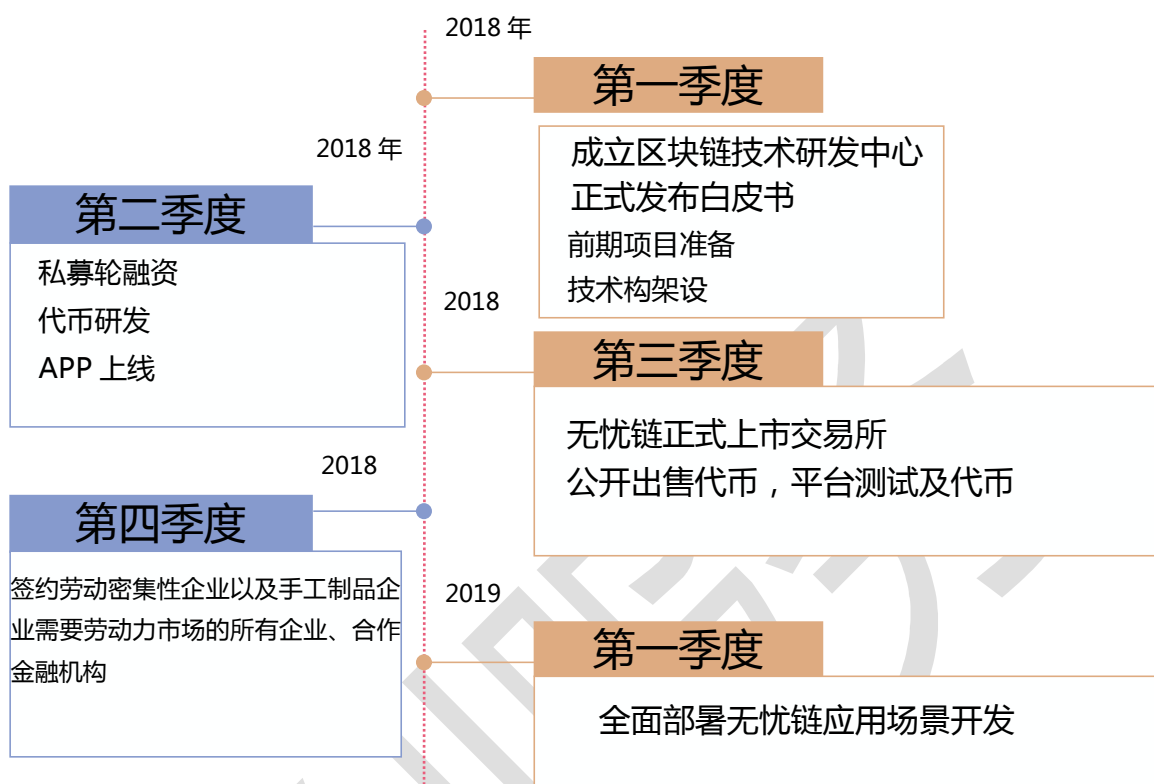 2018 年
第一季度
成立区块链技术研发中心
正式发布白皮书
前期项目准备
技术构架设
2018 年
第二季度
私募轮融资
代币研发
APP 上线
2018
第三季度
无忧链正式上市交易所
公开出售代币，平台测试及代币
2018
第四季度
签约劳动密集性企业以及手工制品企
业需要劳动力市场的所有企业、合作
金融机构
2019
第一季度
全面部署无忧链应用场景开发